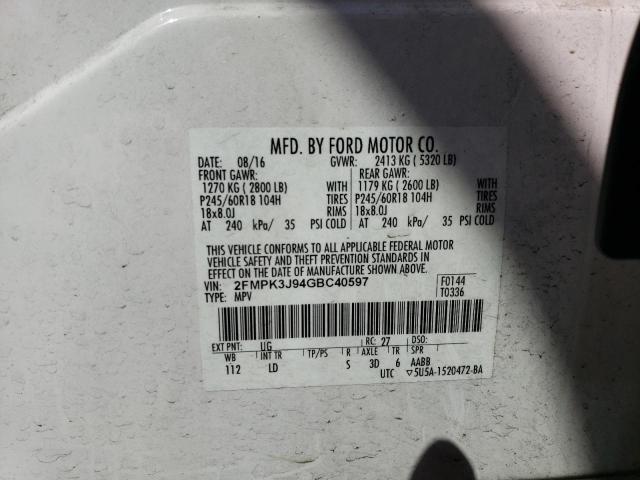 MFD. BY FORD MOTOR CO.
DATE: 08/16 GVWR: 2413 KG ( 5320 LB)
FRONT GAWR: REAR GAWR:
1270 KG ( 2800 LB) WITH 1179 KG ( 2600 LB) WITH
P245/60R18 104H TIRES P245/60R18 104H TIRES
18x8.0J RIMS 18x8.0J RIMS
AT 240 kPa/ 35 PSI COLD AT 240 kPa/ 35 PSI COLD
THIS VEHICLE CONFORMS TO ALL APPLICABLE FEDERAL MOTOR
VEHICLE SAFETY AND THEFT PREVENTION STANDARDS IN
EFFECT ON THE DATE OF MANUFACTURE SHOWN ABOVE.
VIN: 2FMPK3J94GBC40597 F0144
TYPE: MPV T0336
EXT PNT: UG RC: 27 DSO:
WB INT TR TP/PS R AXLE TR SPR
112 LD S 3D 6 AABB
UTC ▽5U5A-1520472-BA